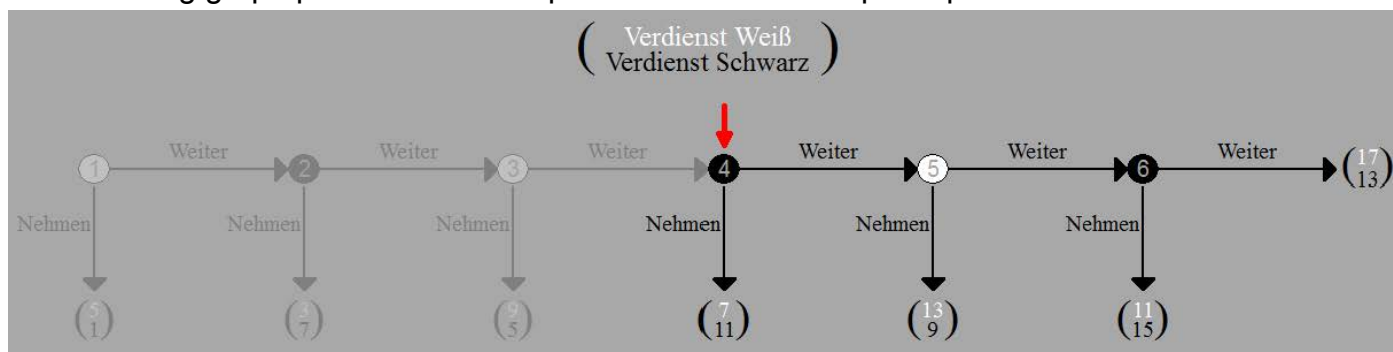 Verdienst Weiß
Verdienst Schwarz
Weiter Weiter Weiter Weiter Weiter Weiter
1 2 3 4 5 6
17
13
Nehmen Nehmen Nehmen Nehmen Nehmen Nehmen
5 3 9 7 13 11
1 7 5 11 9 15